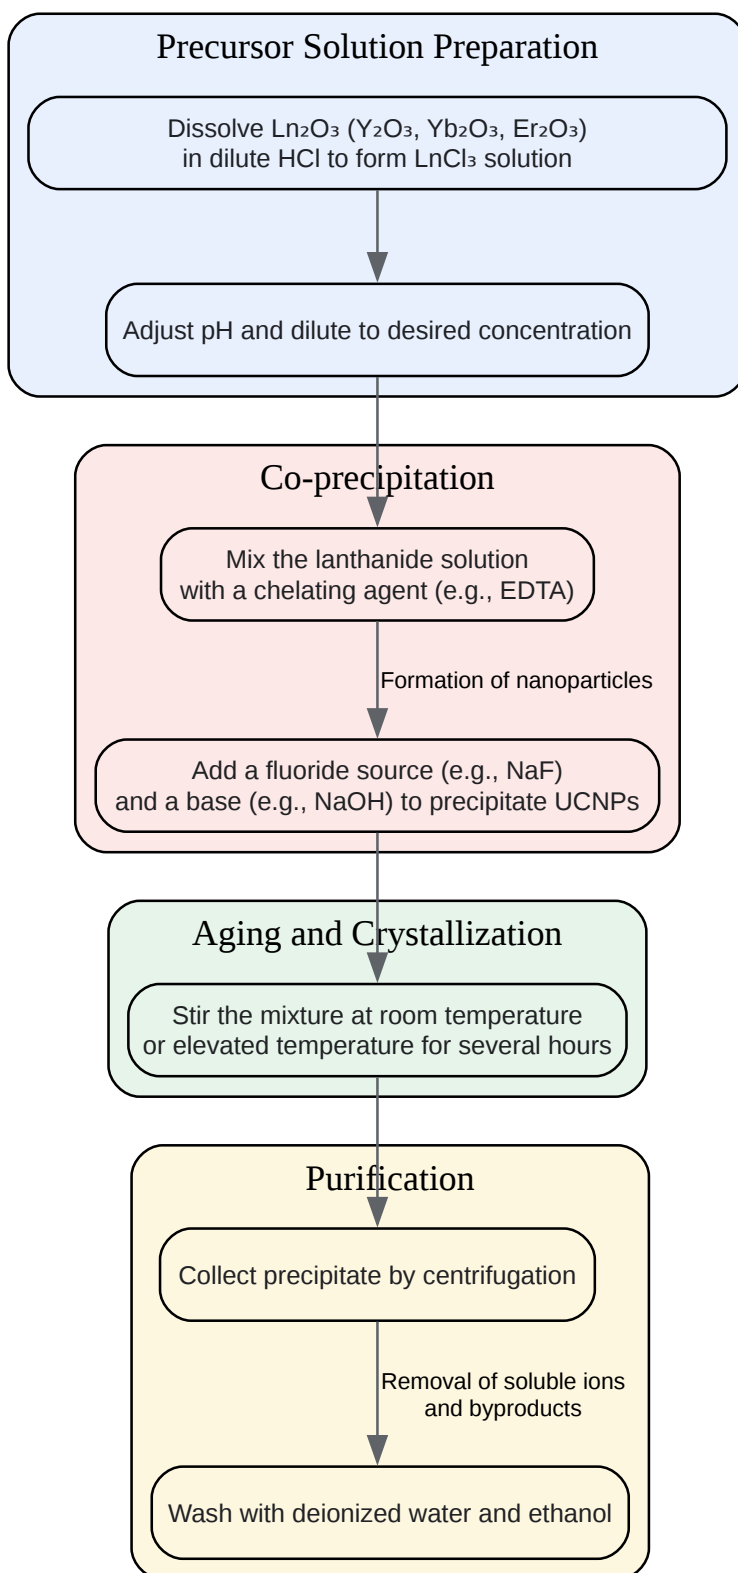 Precursor Solution Preparation
Dissolve Ln₂O₃ (Y₂O₃, Yb₂O₃, Er₂O₃)
in dilute HCl to form LnCl₃ solution
Adjust pH and dilute to desired concentration
Co-precipitation
Mix the lanthanide solution
with a chelating agent (e.g., EDTA)
Formation of nanoparticles
Add a fluoride source (e.g., NaF)
and a base (e.g., NaOH) to precipitate UCNPs
Aging and Crystallization
Stir the mixture at room temperature
or elevated temperature for several hours
Purification
Collect precipitate by centrifugation
Removal of soluble ions
and byproducts
Wash with deionized water and ethanol